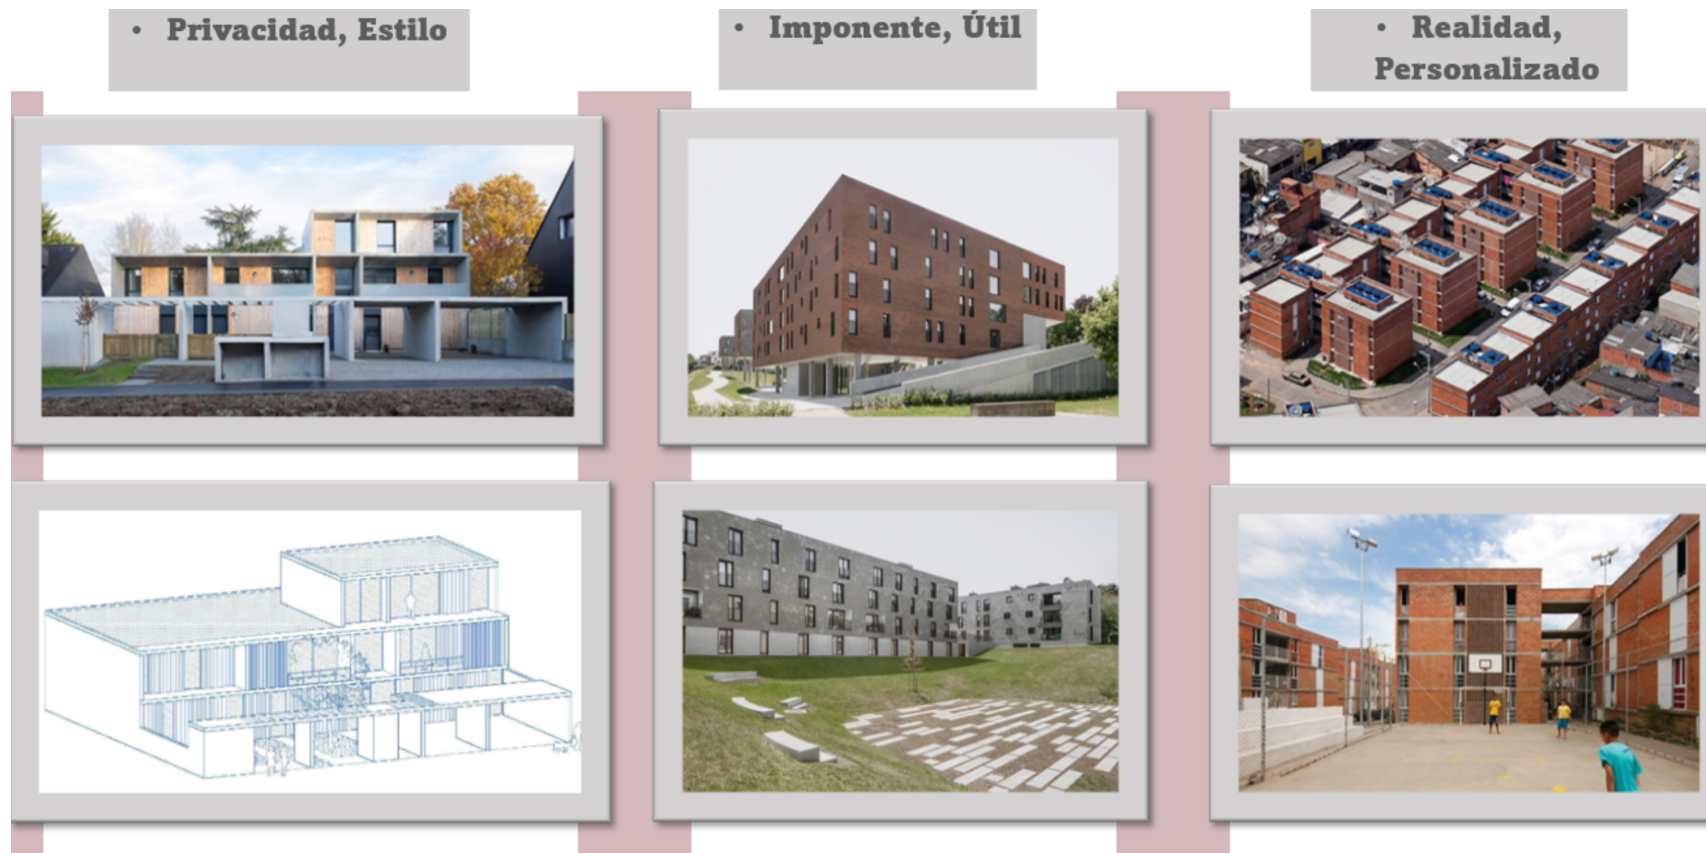 • Privacidad, Estilo
• Imponente, Útil
• Realidad,
Personalizado